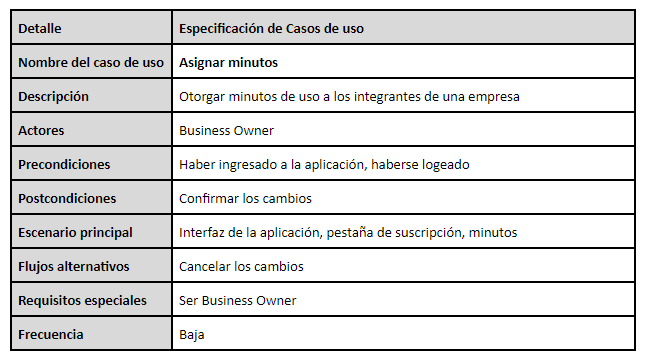 Detalle Especificación de Casos de uso
Nombre del caso de uso Asignar minutos
Descripción Otorgar minutos de uso a los integrantes de una empresa
Actores Business Owner
Precondiciones Haber ingresado a la aplicación, haberse logeado
Postcondiciones Confirmar los cambios
Escenario principal Interfaz de la aplicación, pestaña de suscripción, minutos
Flujos alternativos Cancelar los cambios
Requisitos especiales Ser Business Owner
Frecuencia Baja